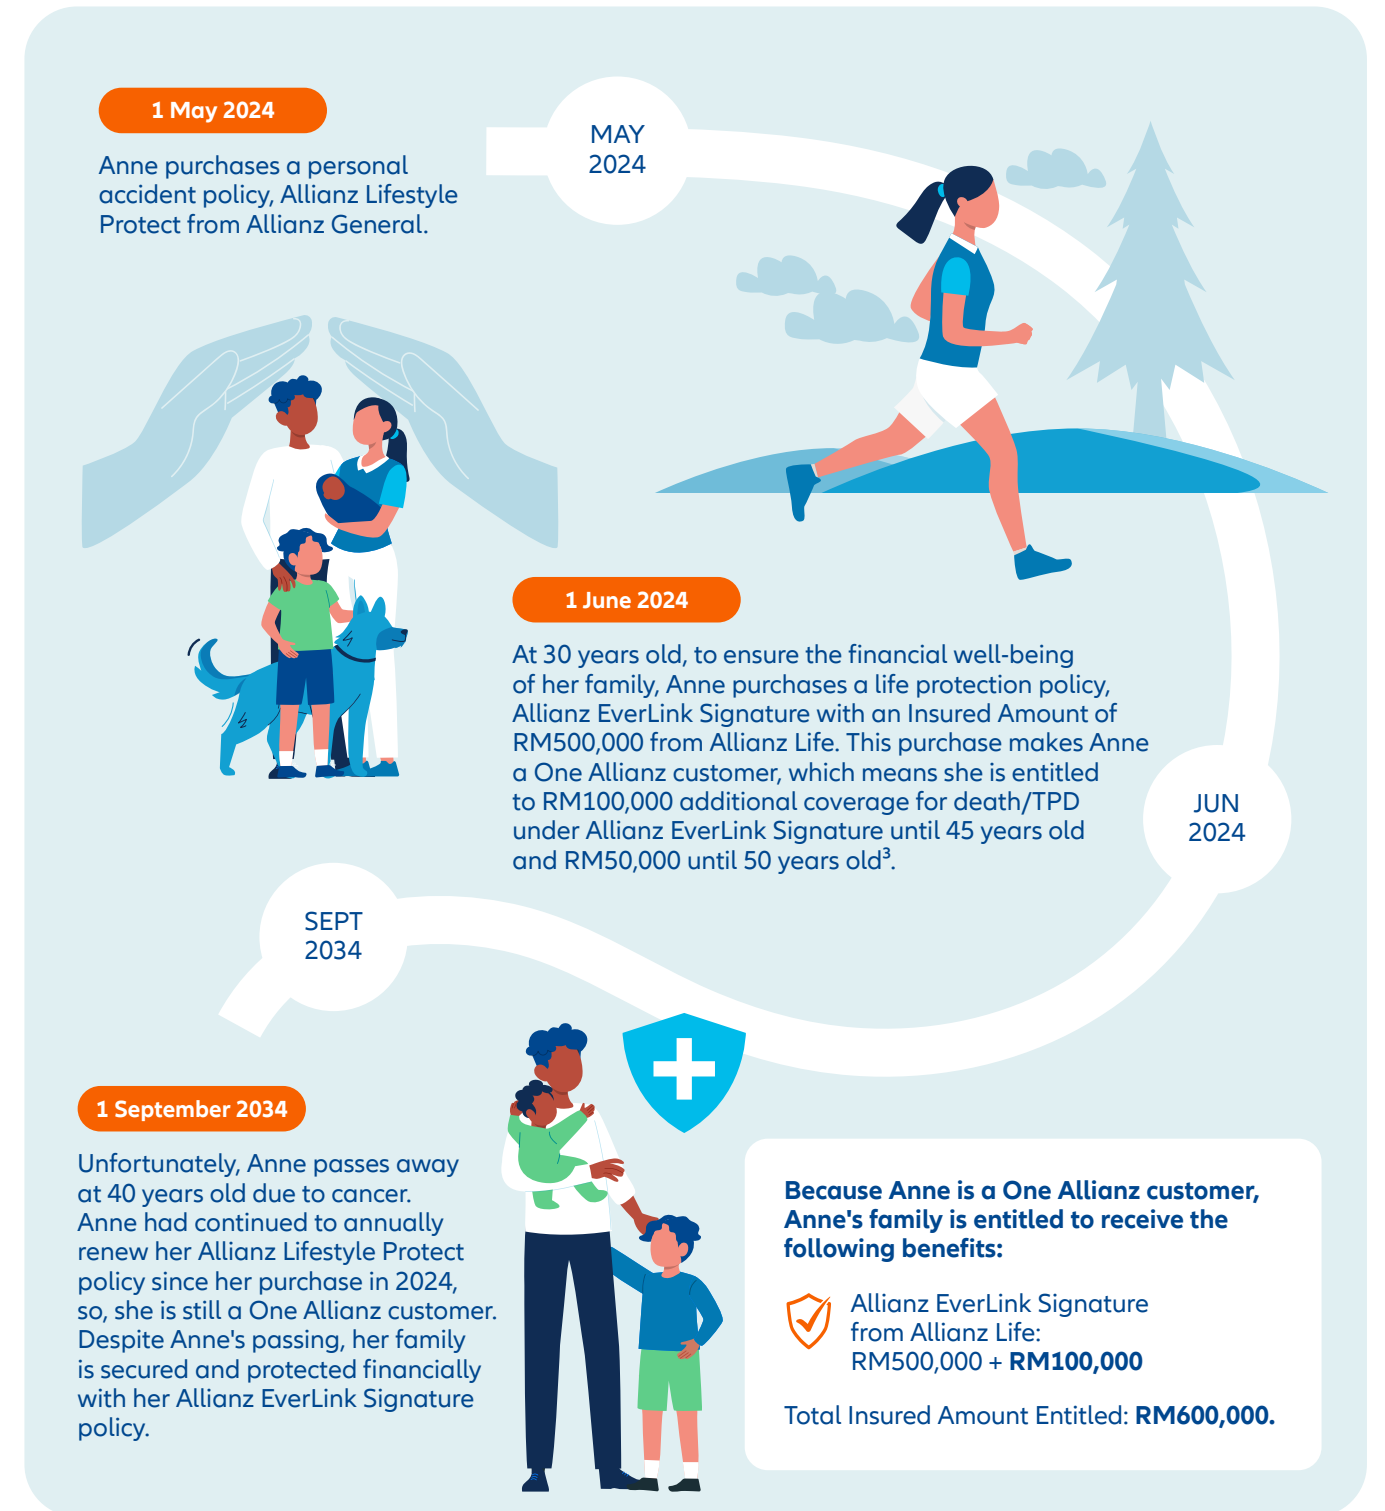 1 May 2024
Anne purchases a personal
accident policy, Allianz Lifestyle
Protect from Allianz General.
MAY
2024
1 June 2024
At 30 years old, to ensure the financial well-being
of her family, Anne purchases a life protection policy,
Allianz EverLink Signature with an Insured Amount of
RM500,000 from Allianz Life. This purchase makes Anne
a One Allianz customer, which means she is entitled
to RM100,000 additional coverage for death/TPD
under Allianz EverLink Signature until 45 years old
and RM50,000 until 50 years old³.
JUN
2024
SEPT
2034
1 September 2034
Unfortunately, Anne passes away
at 40 years old due to cancer.
Anne had continued to annually
renew her Allianz Lifestyle Protect
policy since her purchase in 2024,
so, she is still a One Allianz customer.
Despite Anne's passing, her family
is secured and protected financially
with her Allianz EverLink Signature
policy.
Because Anne is a One Allianz customer,
Anne's family is entitled to receive the
following benefits:
Allianz EverLink Signature
from Allianz Life:
RM500,000 + RM100,000
Total Insured Amount Entitled: RM600,000.